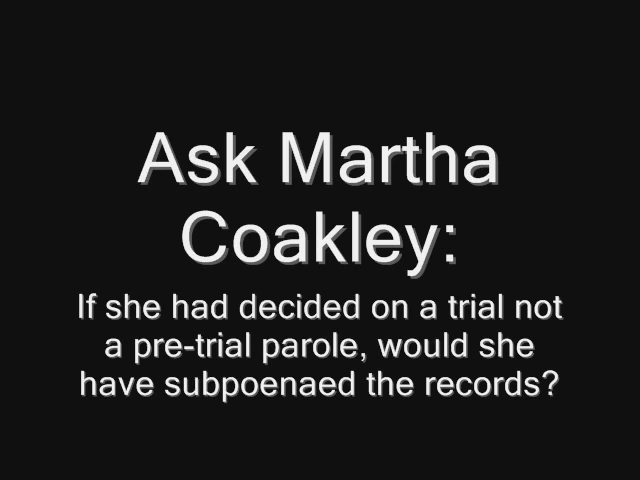 Ask Martha
Coakley:
If she had decided on a trial not
a pre-trial parole, would she
have subpoenaed the records?